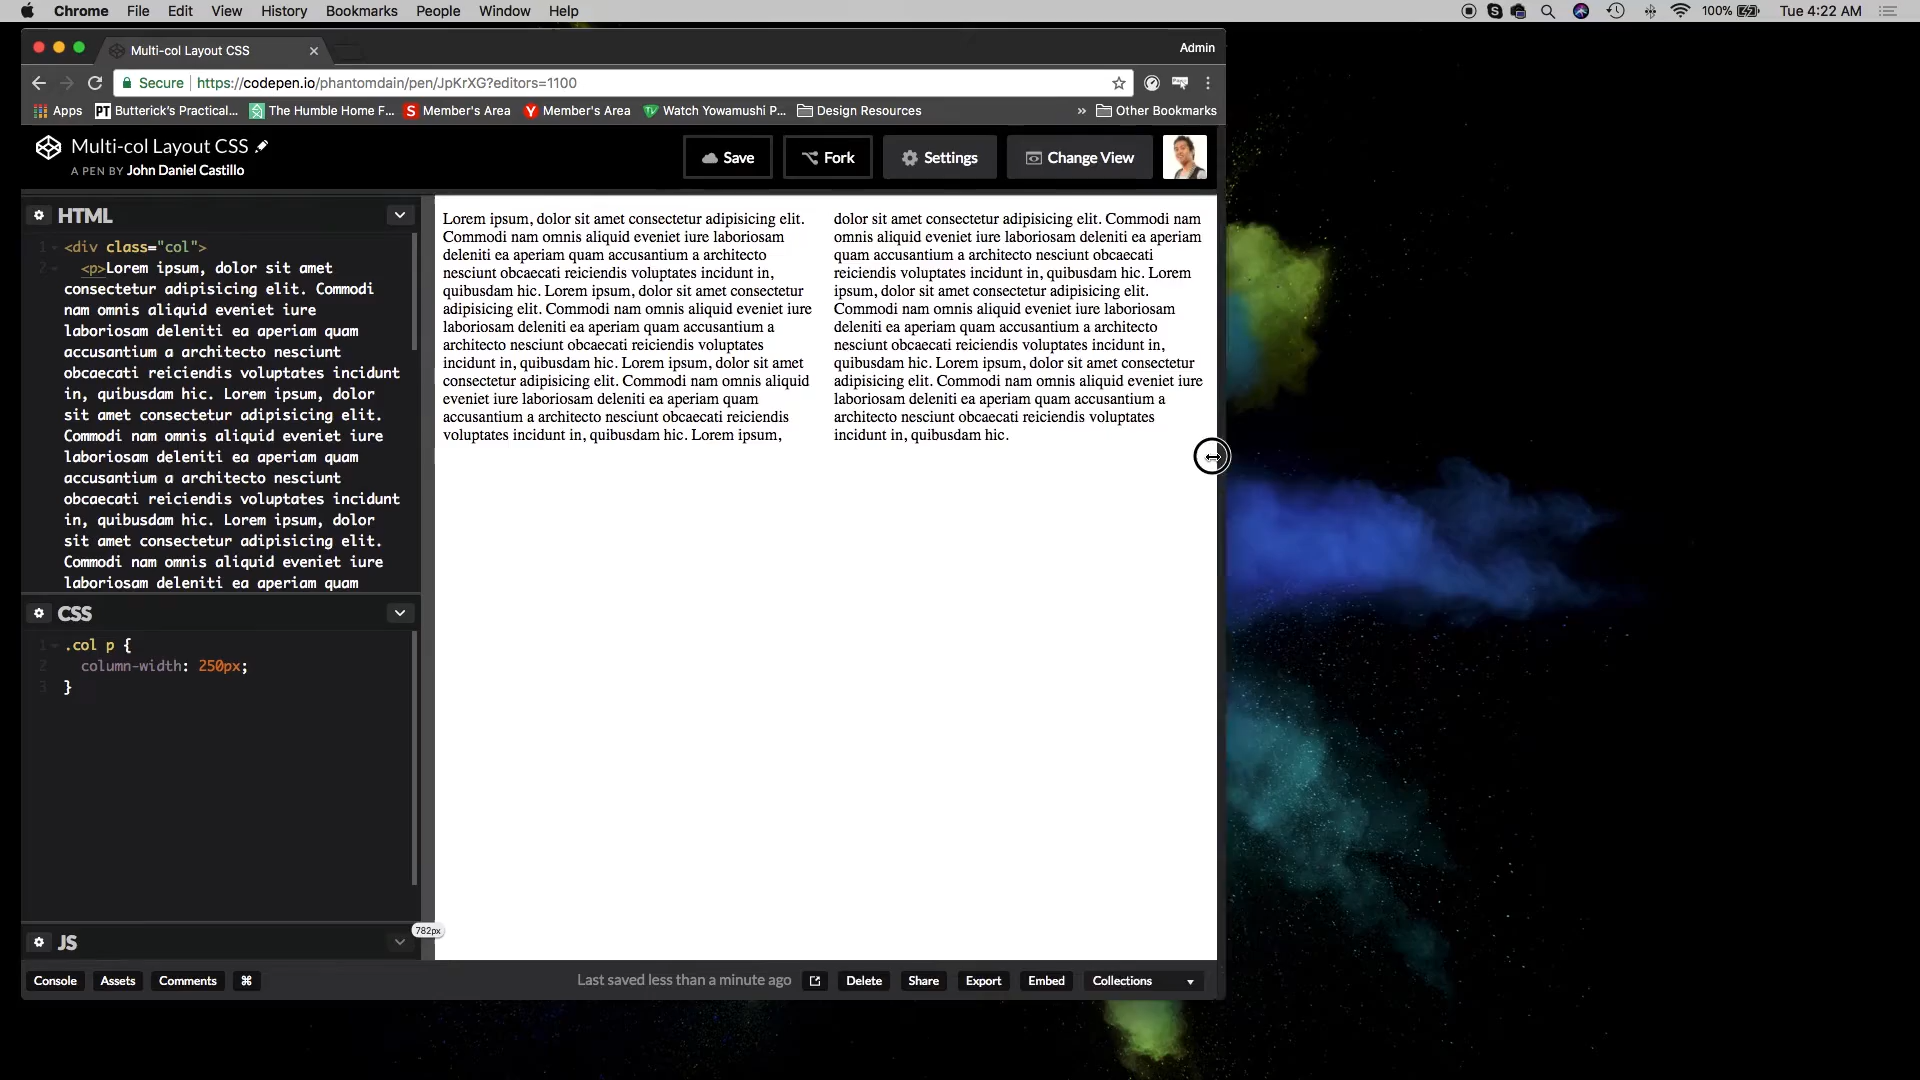 Chrome File Edit View History Bookmarks People Window Help 100% Tue 4:22 AM
Multi-col Layout CSS Admin
Secure https://codepen.io/phantomdain/pen/JpKrXG?editors=1100
Apps Butterick's Practical... The Humble Home F... Member's Area Member's Area Watch Yowamushi P... Design Resources » Other Bookmarks
Multi-col Layout CSS
A PEN BY John Daniel Castillo
Save Fork Settings Change View
HTML
1 <div class="col">
2 <p>Lorem ipsum, dolor sit amet
consectetur adipisicing elit. Commodi
nam omnis aliquid eveniet iure
laboriosam deleniti ea aperiam quam
accusantium a architecto nesciunt
obcaecati reiciendis voluptates incidunt
in, quibusdam hic. Lorem ipsum, dolor
sit amet consectetur adipisicing elit.
Commodi nam omnis aliquid eveniet iure
laboriosam deleniti ea aperiam quam
accusantium a architecto nesciunt
obcaecati reiciendis voluptates incidunt
in, quibusdam hic. Lorem ipsum, dolor
sit amet consectetur adipisicing elit.
Commodi nam omnis aliquid eveniet iure
laboriosam deleniti ea aperiam quam
CSS
1 .col p {
2 column-width: 250px;
3 }
JS
782px
Lorem ipsum, dolor sit amet consectetur adipisicing elit.
Commodi nam omnis aliquid eveniet iure laboriosam
deleniti ea aperiam quam accusantium a architecto
nesciunt obcaecati reiciendis voluptates incidunt in,
quibusdam hic. Lorem ipsum, dolor sit amet consectetur
adipisicing elit. Commodi nam omnis aliquid eveniet iure
laboriosam deleniti ea aperiam quam accusantium a
architecto nesciunt obcaecati reiciendis voluptates
incidunt in, quibusdam hic. Lorem ipsum, dolor sit amet
consectetur adipisicing elit. Commodi nam omnis aliquid
eveniet iure laboriosam deleniti ea aperiam quam
accusantium a architecto nesciunt obcaecati reiciendis
voluptates incidunt in, quibusdam hic. Lorem ipsum,
dolor sit amet consectetur adipisicing elit. Commodi nam
omnis aliquid eveniet iure laboriosam deleniti ea aperiam
quam accusantium a architecto nesciunt obcaecati
reiciendis voluptates incidunt in, quibusdam hic. Lorem
ipsum, dolor sit amet consectetur adipisicing elit.
Commodi nam omnis aliquid eveniet iure laboriosam
deleniti ea aperiam quam accusantium a architecto
nesciunt obcaecati reiciendis voluptates incidunt in,
quibusdam hic. Lorem ipsum, dolor sit amet consectetur
adipisicing elit. Commodi nam omnis aliquid eveniet iure
laboriosam deleniti ea aperiam quam accusantium a
architecto nesciunt obcaecati reiciendis voluptates
incidunt in, quibusdam hic.
Console Assets Comments ⌘ Last saved less than a minute ago Delete Share Export Embed Collections